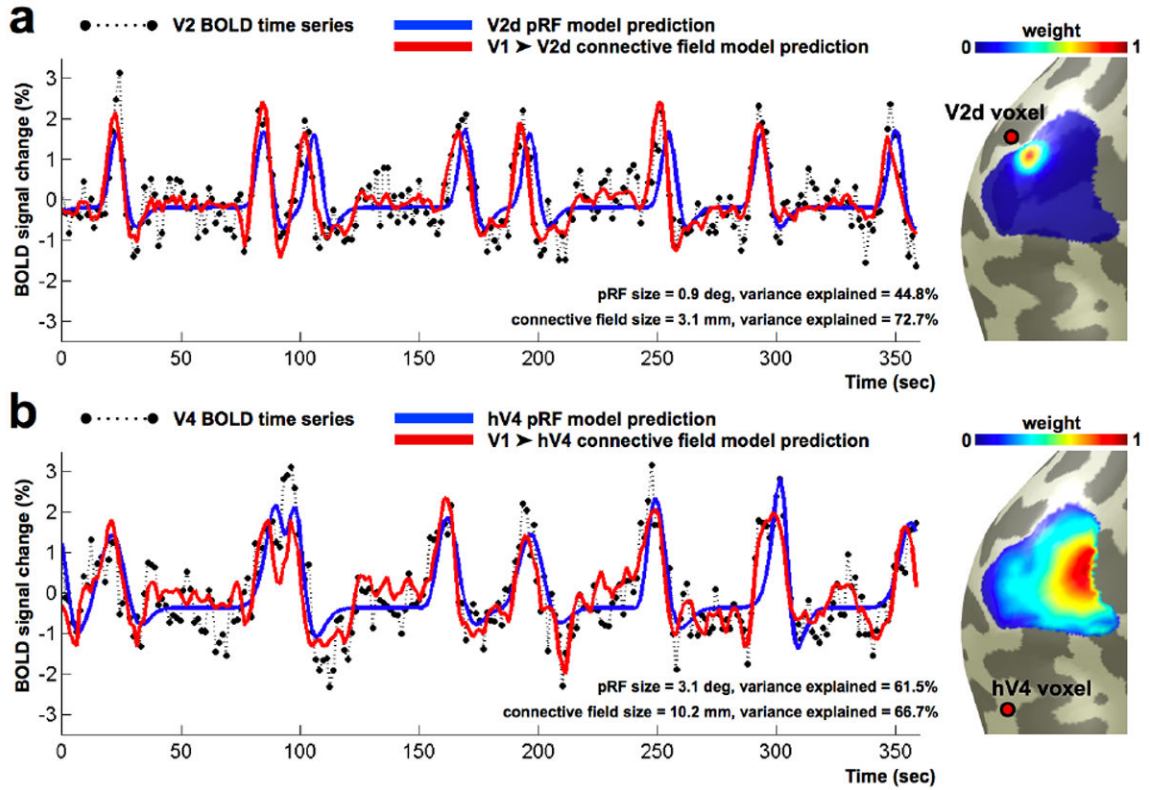 a
V2 BOLD time series
V2d pRF model prediction
V1 ➤ V2d connective field model prediction
weight
0 1
V2d voxel
BOLD signal change (%)
3
2
1
0
-1
-2
-3
pRF size = 0.9 deg, variance explained = 44.8%
connective field size = 3.1 mm, variance explained = 72.7%
0 50 100 150 200 250 300 350
Time (sec)
b
V4 BOLD time series
hV4 pRF model prediction
V1 ➤ hV4 connective field model prediction
weight
0 1
BOLD signal change (%)
3
2
1
0
-1
-2
-3
pRF size = 3.1 deg, variance explained = 61.5%
hV4 voxel
connective field size = 10.2 mm, variance explained = 66.7%
0 50 100 150 200 250 300 350
Time (sec)